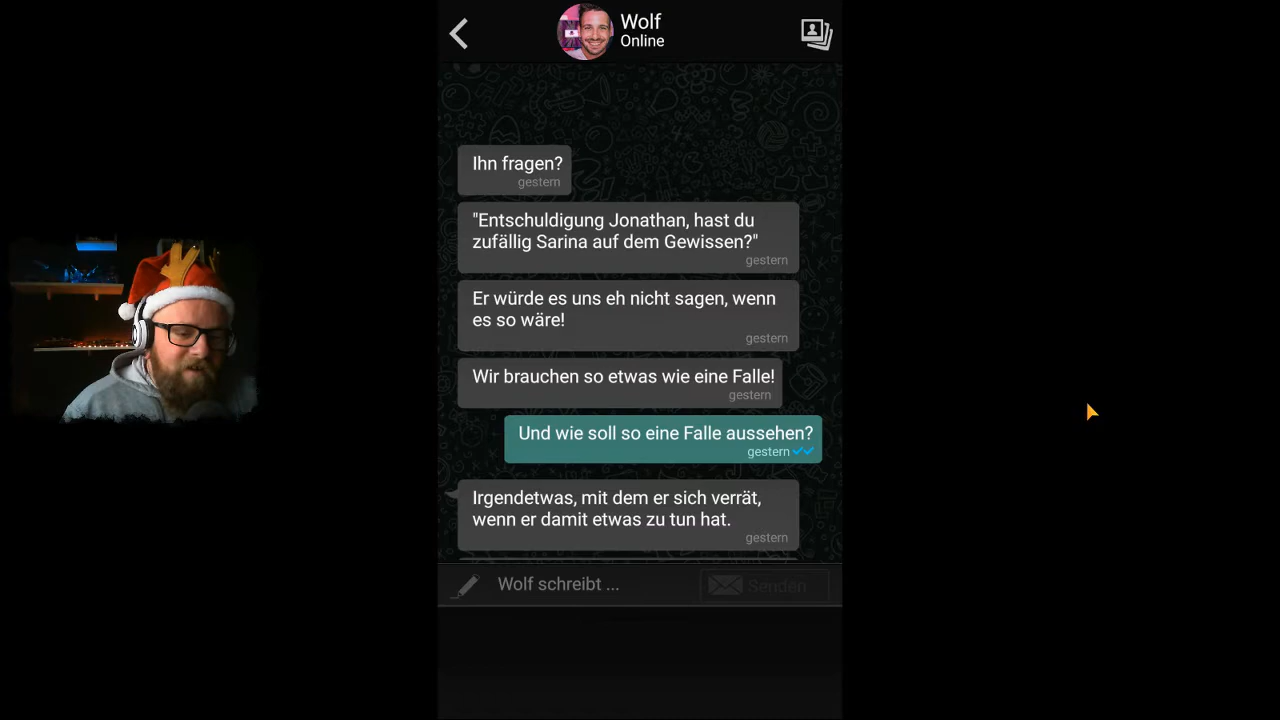 Wolf
Online
Ihn fragen?
gestern
"Entschuldigung Jonathan, hast du
zufällig Sarina auf dem Gewissen?"
gestern
Er würde es uns eh nicht sagen, wenn
es so wäre!
gestern
Wir brauchen so etwas wie eine Falle!
gestern
Und wie soll so eine Falle aussehen?
gestern
Irgendetwas, mit dem er sich verrät,
wenn er damit etwas zu tun hat.
gestern
Wolf schreibt ...
Senden